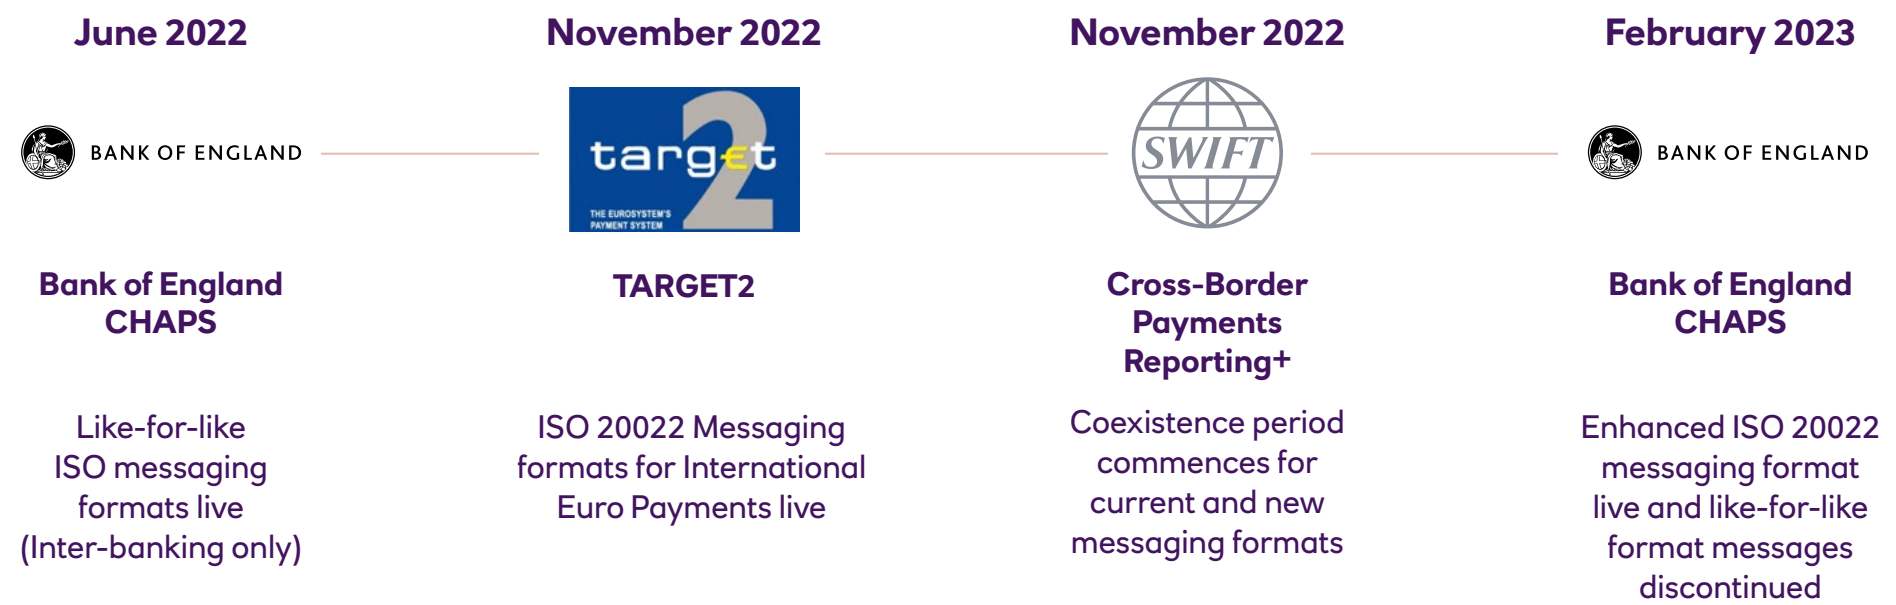 June 2022
BANK OF ENGLAND
Bank of England
CHAPS
Like-for-like
ISO messaging
formats live
(Inter-banking only)
November 2022
target
2
THE EUROSYSTEM'S
PAYMENT SYSTEM
TARGET2
ISO 20022 Messaging
formats for International
Euro Payments live
November 2022
SWIFT
Cross-Border
Payments
Reporting+
Coexistence period
commences for
current and new
messaging formats
February 2023
BANK OF ENGLAND
Bank of England
CHAPS
Enhanced ISO 20022
messaging format
live and like-for-like
format messages
discontinued